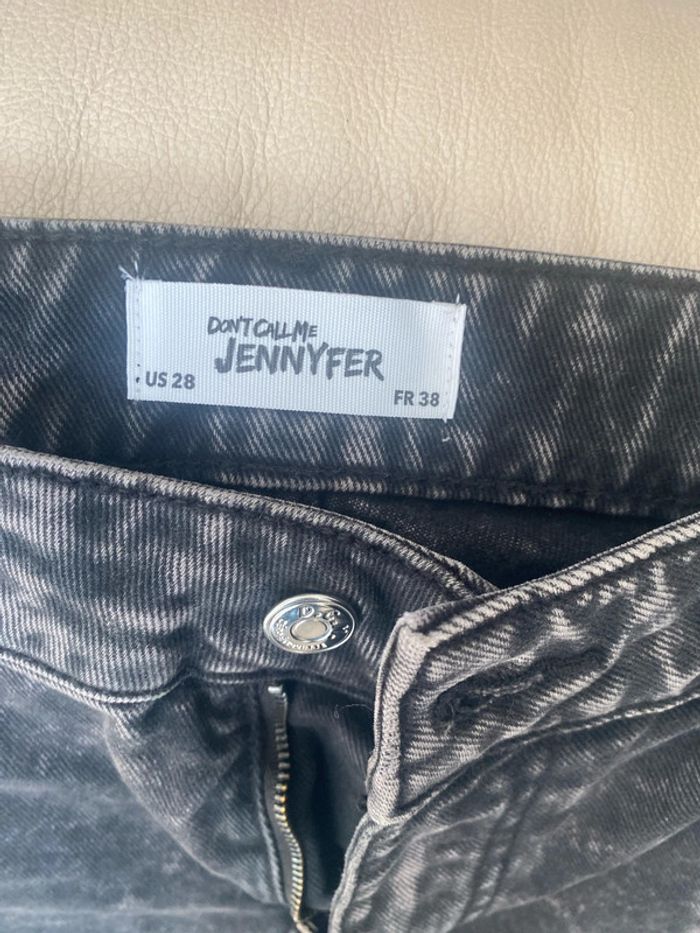 DON'T CALL ME
JENNYFER
US 28
FR 38